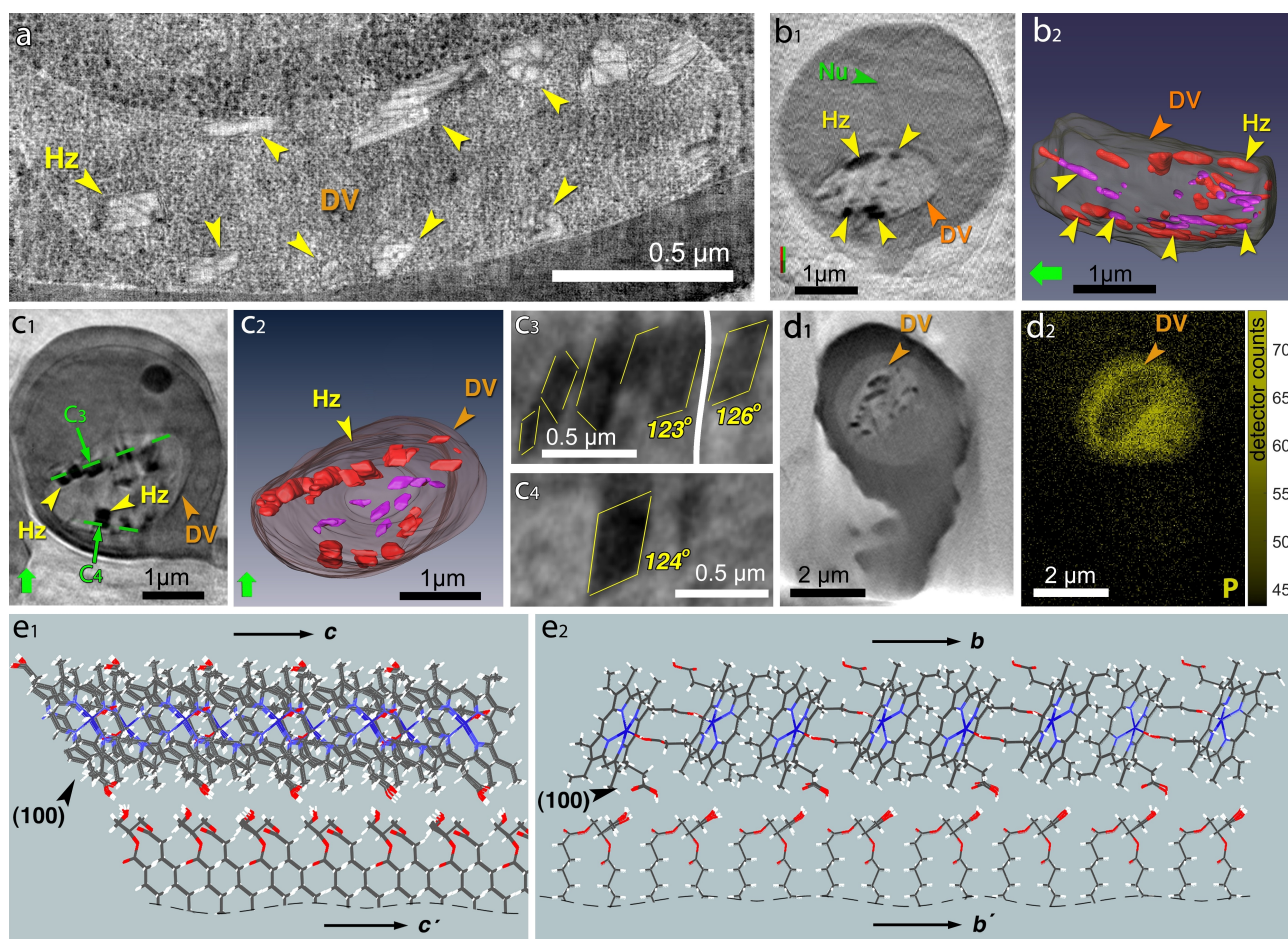 a
Hz
DV
0.5 µm
b1
Nu
Hz
DV
1µm
b2
DV
Hz
1µm
c1
C3
Hz
Hz
DV
C4
1µm
c2
Hz
DV
1µm
c3
0.5 µm
123°
126°
c4
124°
0.5 µm
d1
DV
2 µm
d2
DV
2 µm
P
detector counts
70
65
60
55
50
45
e1
c
(100)
c′
e2
b
(100)
b′